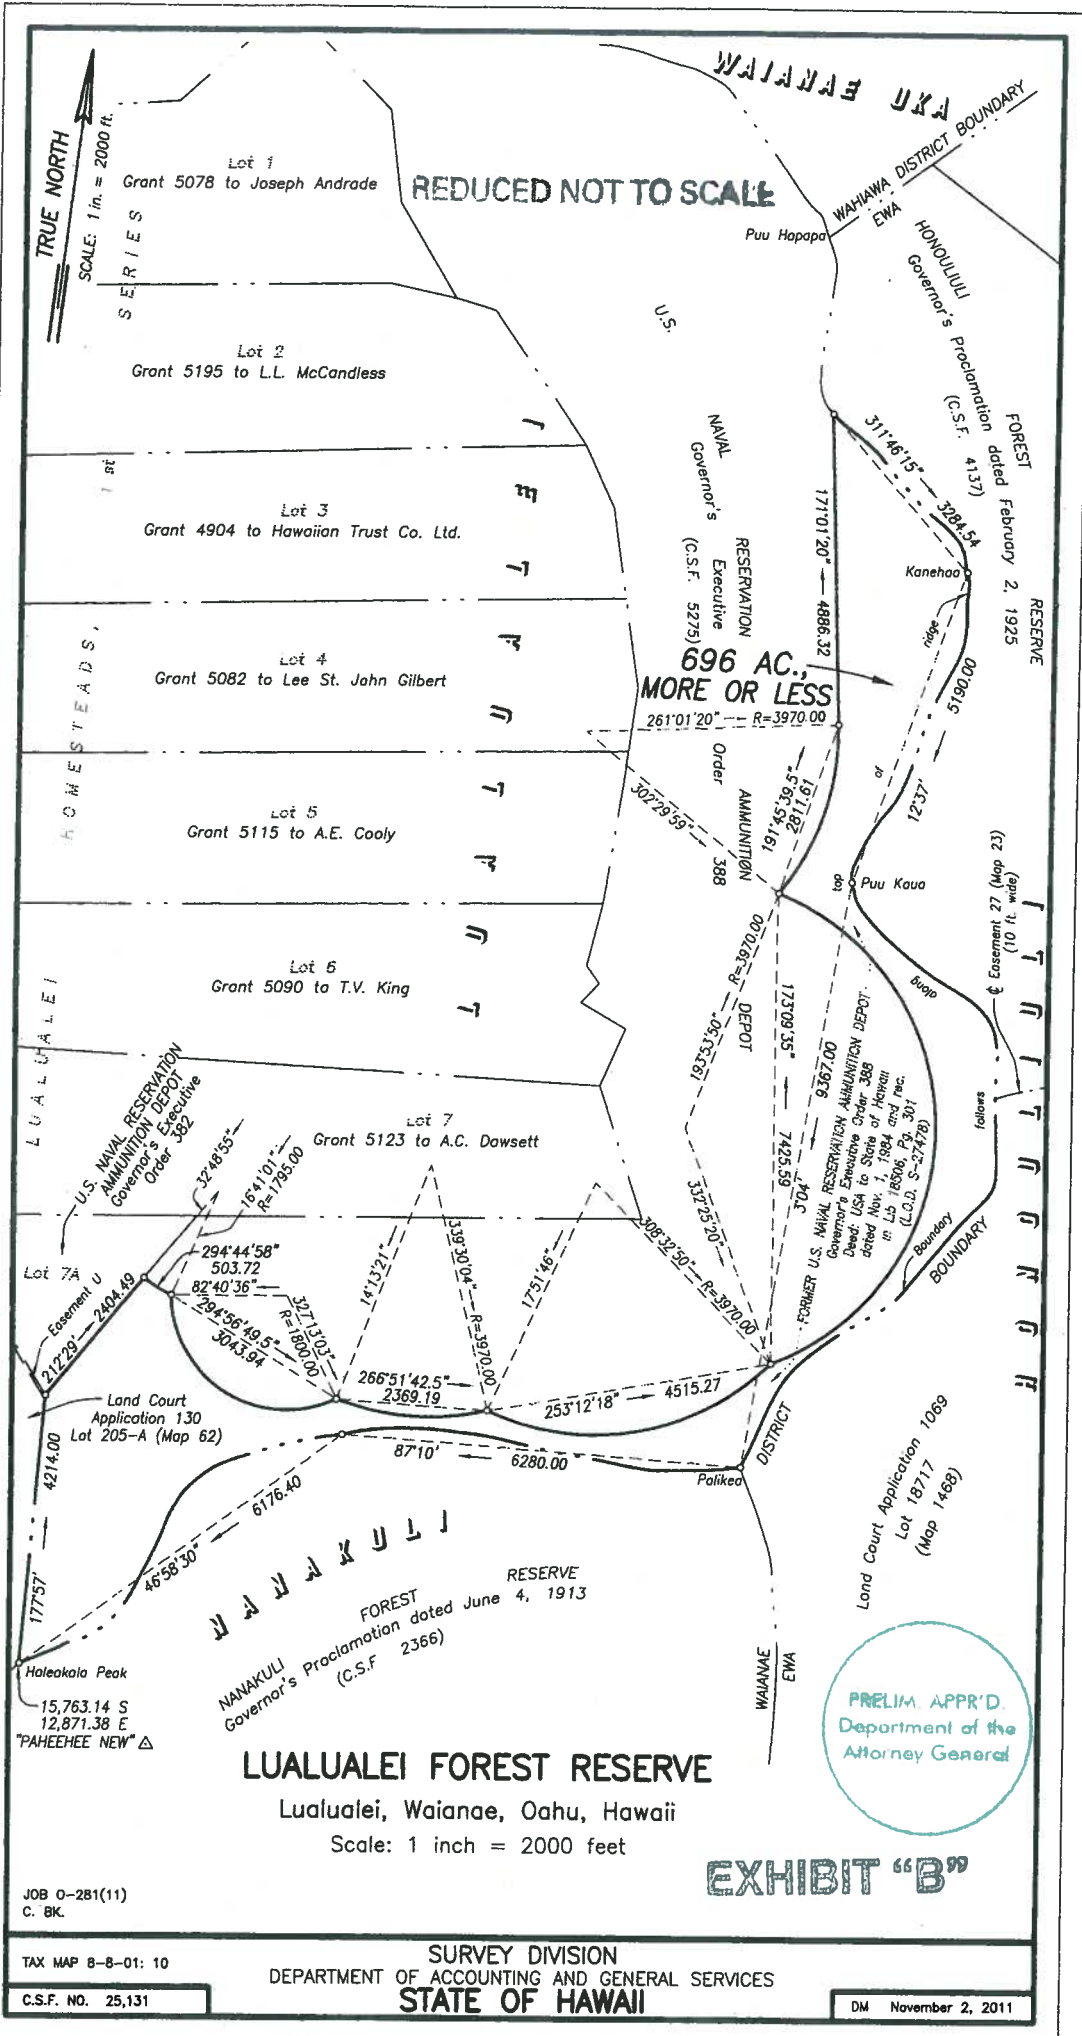 WAIANAE UKA
TRUE NORTH
SCALE: 1 in. = 2000 ft.
REDUCED NOT TO SCALE
WAHIAWA DISTRICT BOUNDARY
EWA
Puu Hapapa
HONOULIULI FOREST RESERVE
Governor's Proclamation dated February 2, 1925
(C.S.F. 4137)
Lot 1
Grant 5078 to Joseph Andrade
Lot 2
Grant 5195 to L.L. McCandless
Lot 3
Grant 4904 to Hawaiian Trust Co. Ltd.
Lot 4
Grant 5082 to Lee St. John Gilbert
Lot 5
Grant 5115 to A.E. Cooly
Lot 6
Grant 5090 to T.V. King
Lot 7
Grant 5123 to A.C. Dowsett
Lot 7A
LUALUALEI HOMESTEADS, 1st SERIES
U.S. NAVAL RESERVATION AMMUNITION DEPOT
Governor's Executive Order 388
(C.S.F. 5275)
311°46'15" 3284.54
Kanehoa
171°01'20" 4886.32
ridge
5190.00
12°37'
696 AC.,
MORE OR LESS
261°01'20" R=3970.00
302°29'59"
191°45'39.5"
2811.61
top of
Puu Kaua
along
follows
Boundary
₵ Easement 27 (Map 23)
(10 ft. wide)
193°53'50" R=3970.00
173°09'35" 7425.59
9367.00
3°04'
332°25'20"
308°32'50" R=3970.00
FORMER U.S. NAVAL RESERVATION AMMUNITION DEPOT
Governor's Executive Order 388
Deed: USA to State of Hawaii
dated Nov. 1, 1984 and rec.
in Lib 18506, Pg. 301
(L.O.D. S-27478)
U.S. NAVAL RESERVATION
AMMUNITION DEPOT
Governor's Executive
Order 382
32°48'55"
16°41'01"
R=1795.00
294°44'58"
503.72
82°40'36"
294°56'49.5"
3043.94
327°13'03"
R=1800.00
14°13'21"
339°30'04"
R=3970.00
17°51'46"
266°51'42.5"
2369.19
253°12'18" 4515.27
Easement U
212°29' 2404.49
Land Court
Application 130
Lot 205-A (Map 62)
4214.00
177°57'
87°10' 6280.00
Palikea
DISTRICT BOUNDARY
6176.40
46°58'30"
NANAKULI
NANAKULI FOREST RESERVE
Governor's Proclamation dated June 4, 1913
(C.S.F 2366)
Land Court Application 1069
Lot 18717
(Map 1468)
WAIANAE
EWA
Haleakala Peak
15,763.14 S
12,871.38 E
"PAHEEHEE NEW" △
PRELIM. APPR'D.
Department of the
Attorney General
LUALUALEI FOREST RESERVE
Lualualei, Waianae, Oahu, Hawaii
Scale: 1 inch = 2000 feet
EXHIBIT "B"
JOB O-281(11)
C. BK.
TAX MAP 8-8-01: 10
C.S.F. NO. 25,131
SURVEY DIVISION
DEPARTMENT OF ACCOUNTING AND GENERAL SERVICES
STATE OF HAWAII
DM November 2, 2011